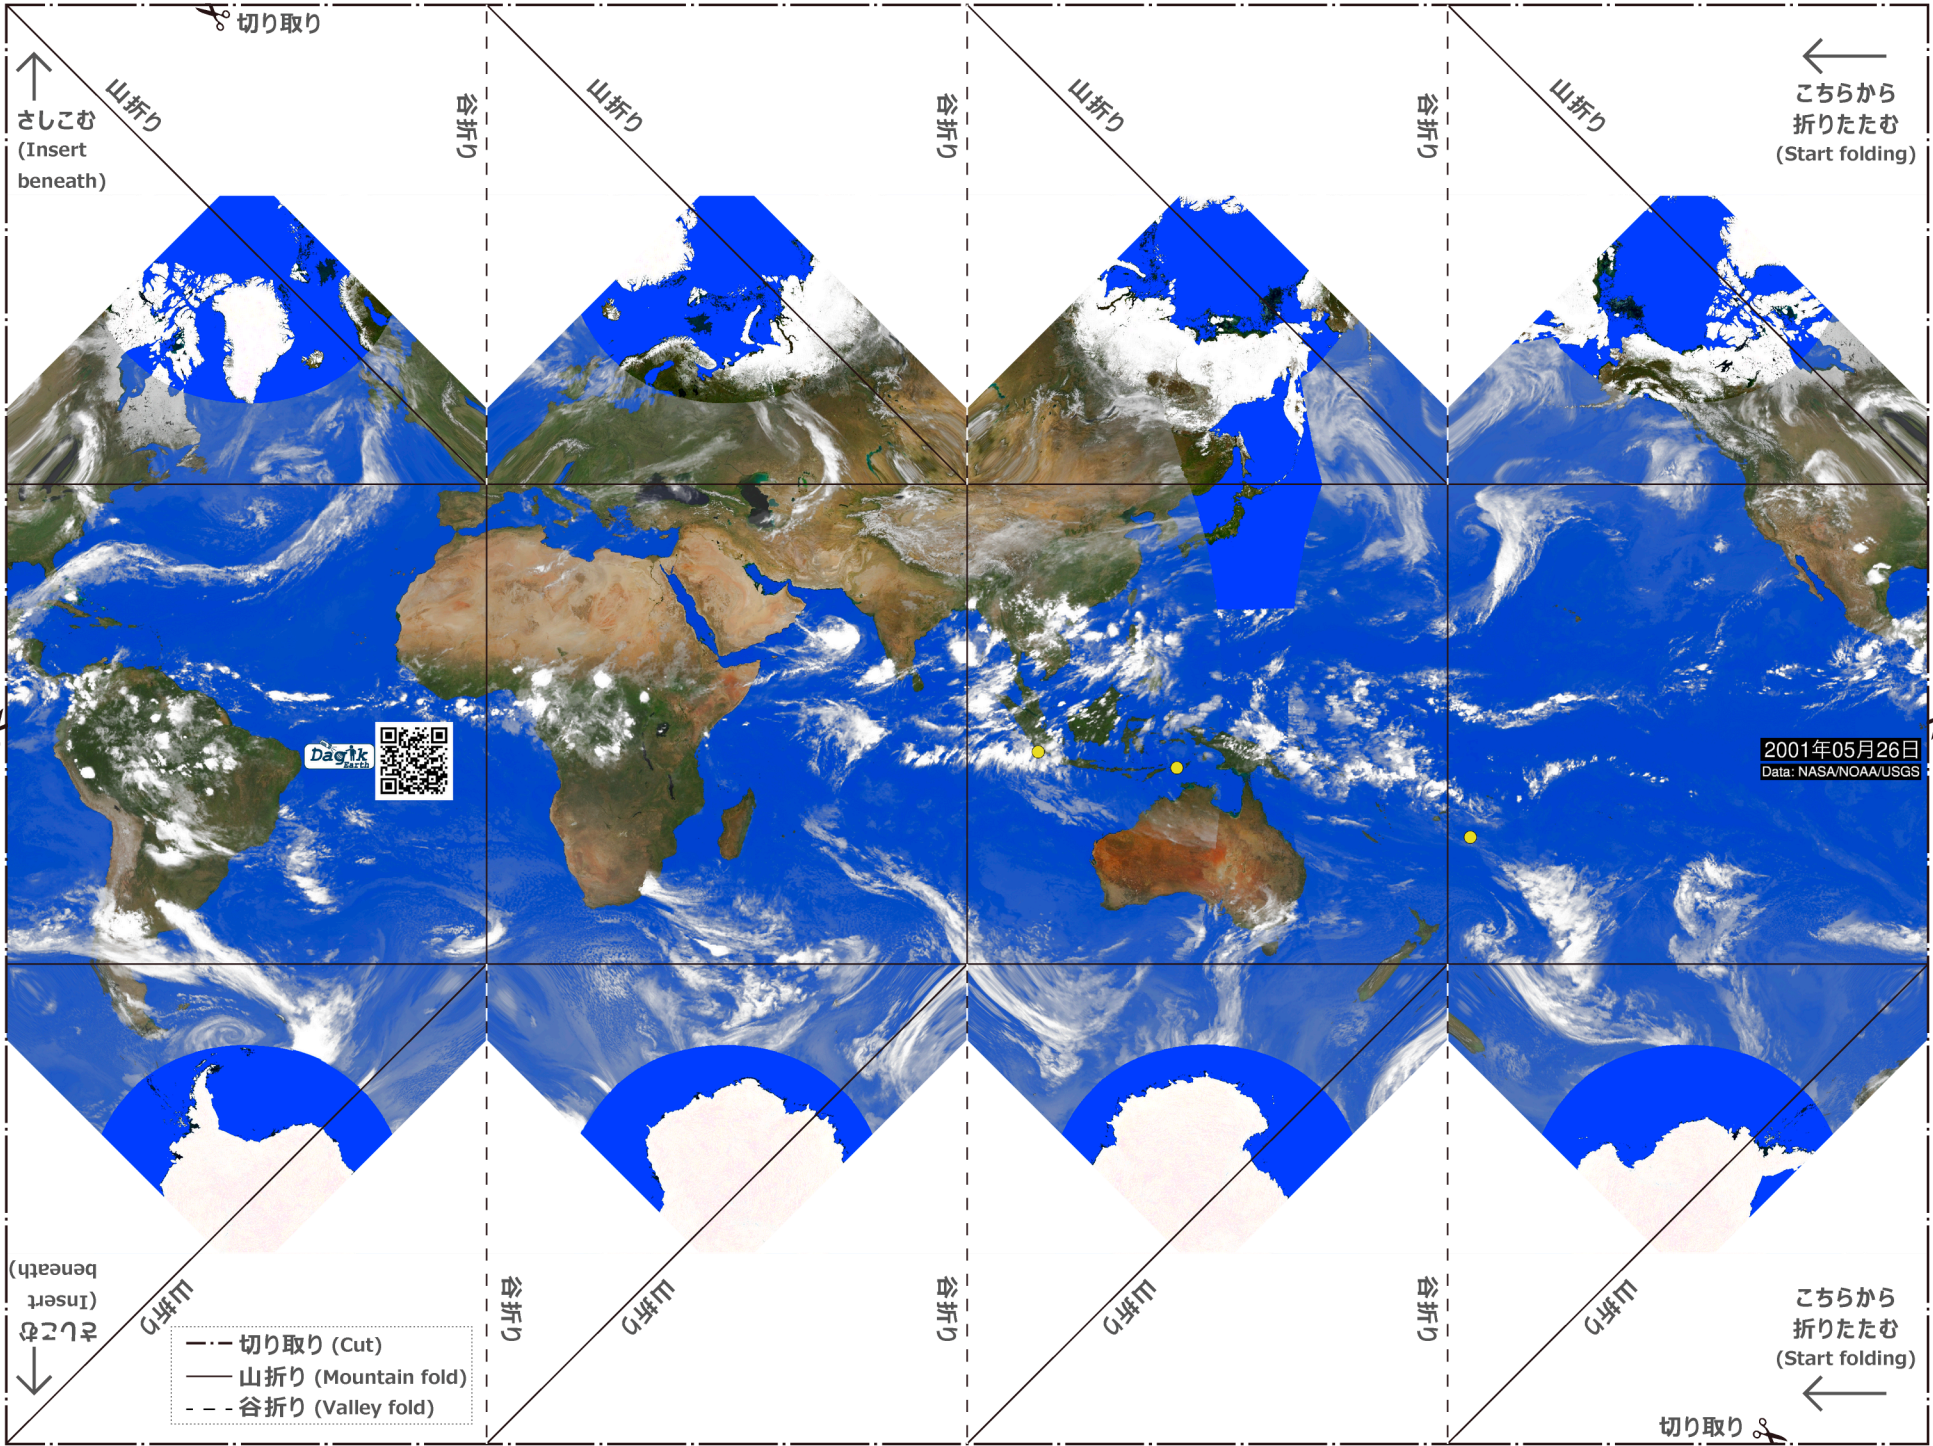 切り取り
山折り
谷折り
山折り
谷折り
山折り
谷折り
山折り
さしこむ
(Insert
beneath)
こちらから
折りたたむ
(Start folding)
Dagik
Earth
2001年05月26日
Data: NASA/NOAA/USGS
さしこむ
(Insert
beneath)
山折り
谷折り
山折り
谷折り
山折り
谷折り
山折り
こちらから
折りたたむ
(Start folding)
切り取り (Cut)
山折り (Mountain fold)
谷折り (Valley fold)
切り取り